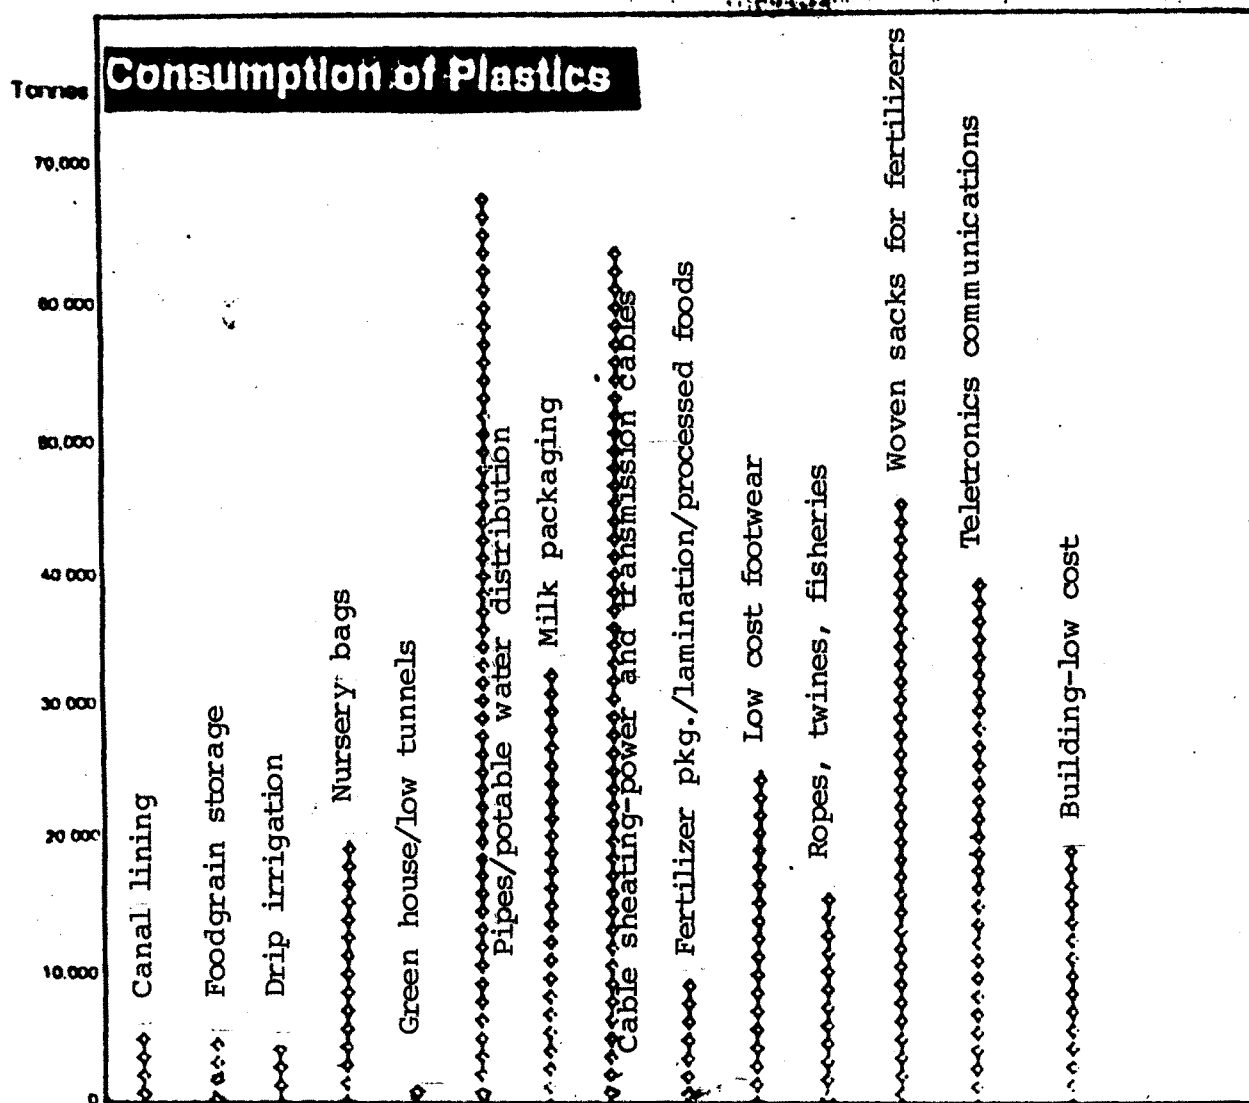 Consumption of Plastics
Tonnes
70,000
60 000
50,000
40 000
30 000
20 000
10.000
0
Canal lining
Foodgrain storage
Drip irrigation
Nursery bags
Green house/low tunnels
Pipes/potable water distribution
Milk packaging
Cable sheating-power and transmission cables
Fertilizer pkg./lamination/processed foods
Low cost footwear
Ropes, twines, fisheries
Woven sacks for fertilizers
Teletronics communications
Building-low cost